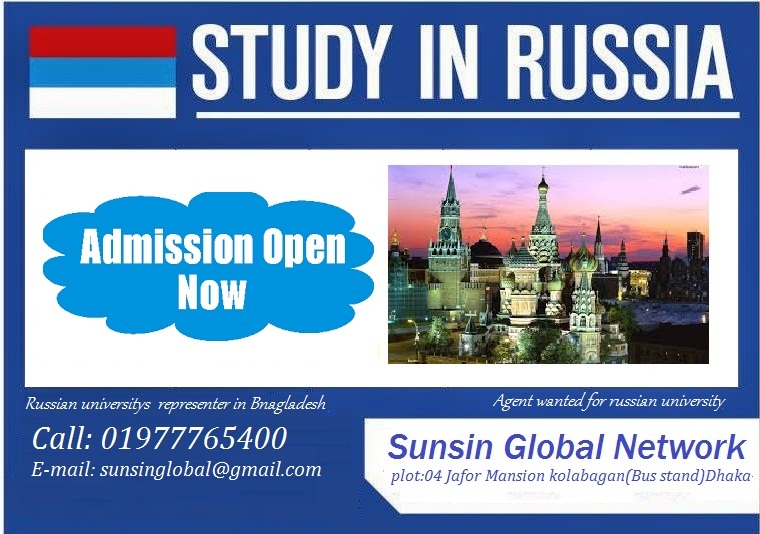 STUDY IN RUSSIA
Admission Open
Now
Russian universitys representer in Bnagladesh
Agent wanted for russian university
Call: 01977765400
E-mail: sunsinglobal@gmail.com
Sunsin Global Network
plot:04 Jafor Mansion kolabagan(Bus stand)Dhaka